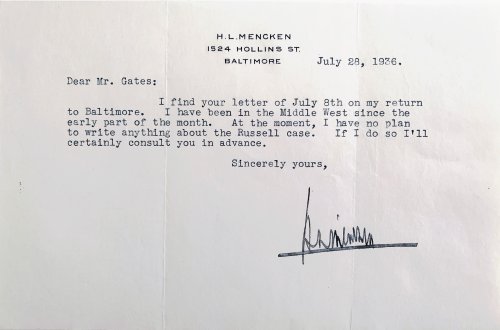 H.L.MENCKEN
1524 HOLLINS ST.
BALTIMORE
July 28, 1936.
Dear Mr. Gates:
I find your letter of July 8th on my return
to Baltimore. I have been in the Middle West since the
early part of the month. At the moment, I have no plan
to write anything about the Russell case. If I do so I'll
certainly consult you in advance.
Sincerely yours,